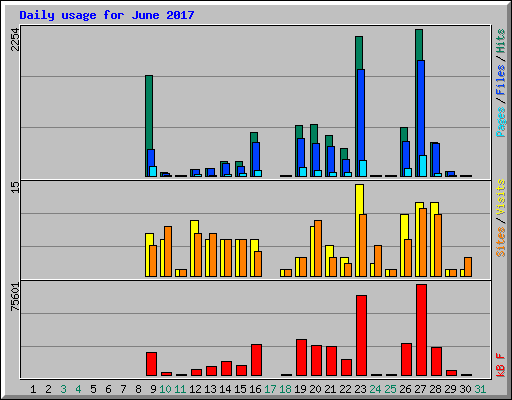 Daily usage for June 2017
2254
Pages/Files/Hits
15
Sites/Visits
75601
kB F
1 2 3 4 5 6 7 8 9 10 11 12 13 14 15 16 17 18 19 20 21 22 23 24 25 26 27 28 29 30 31